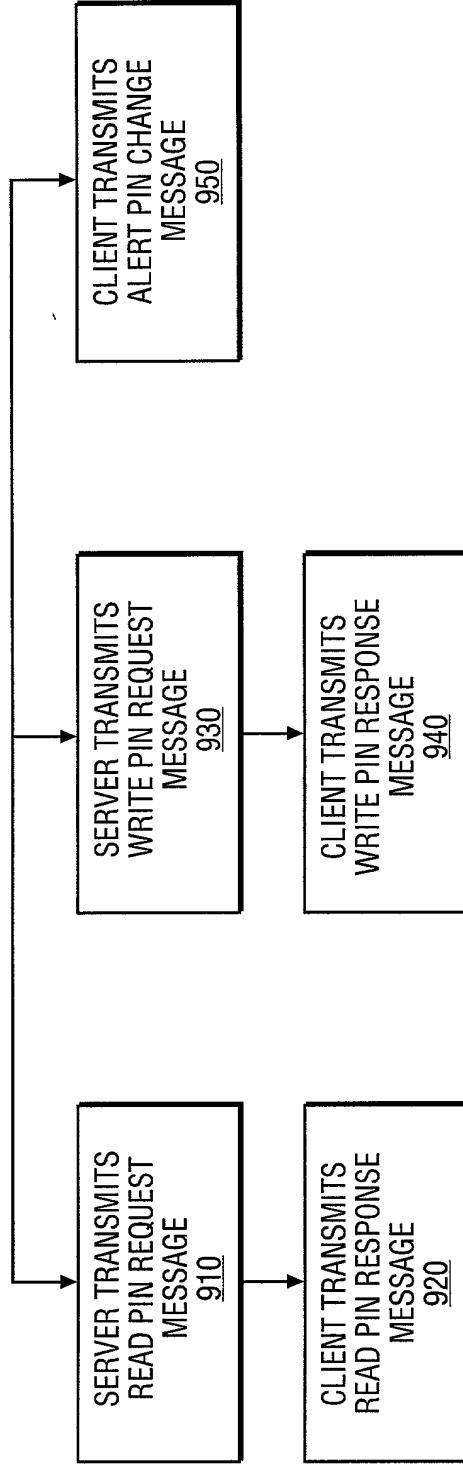 SERVER TRANSMITS
READ PIN REQUEST
MESSAGE
910
CLIENT TRANSMITS
READ PIN RESPONSE
MESSAGE
920
SERVER TRANSMITS
WRITE PIN REQUEST
MESSAGE
930
CLIENT TRANSMITS
WRITE PIN RESPONSE
MESSAGE
940
CLIENT TRANSMITS
ALERT PIN CHANGE
MESSAGE
950